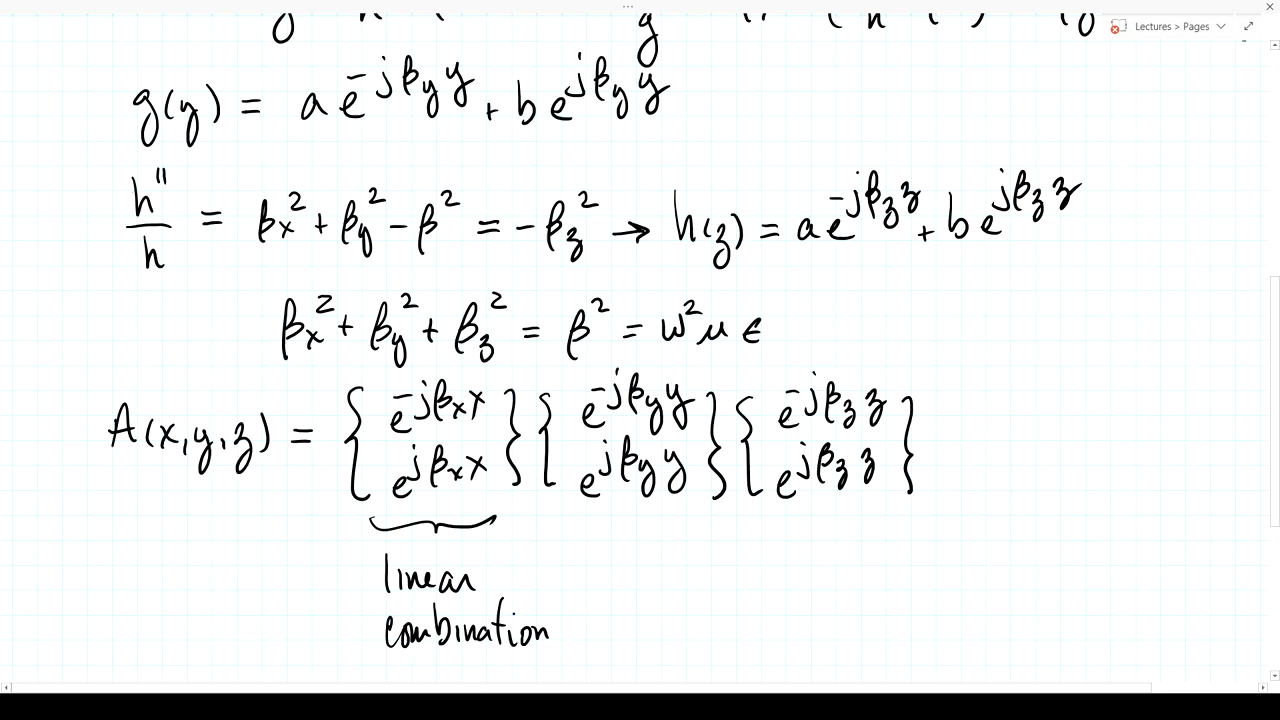 Lectures > Pages
g(y) = a e^{-jβ_y y} + b e^{jβ_y y}
h''/h = β_x^2 + β_y^2 - β^2 = -β_z^2 → h(z) = a e^{-jβ_z z} + b e^{jβ_z z}
β_x^2 + β_y^2 + β_z^2 = β^2 = ω^2 μ ϵ
A(x,y,z) = { e^{-jβ_x x} } { e^{-jβ_y y} } { e^{-jβ_z z} }
{ e^{jβ_x x} } { e^{jβ_y y} } { e^{jβ_z z} }
linear
combination